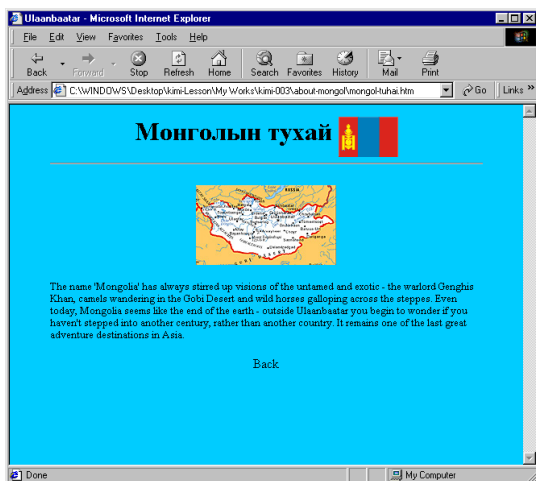 Ulaanbaatar - Microsoft Internet Explorer
File Edit View Favorites Tools Help
Back Forward Stop Refresh Home Search Favorites History Mail Print
Address C:\WINDOWS\Desktop\kimi-Lesson\My Works\kimi-003\about-mongol\mongol-tuhai.htm Go Links »
Монголын тухай
RUSSIA
The name 'Mongolia' has always stirred up visions of the untamed and exotic - the warlord Genghis
Khan, camels wandering in the Gobi Desert and wild horses galloping across the steppes. Even
today, Mongolia seems like the end of the earth - outside Ulaanbaatar you begin to wonder if you
haven't stepped into another century, rather than another country. It remains one of the last great
adventure destinations in Asia.
Back
Done My Computer